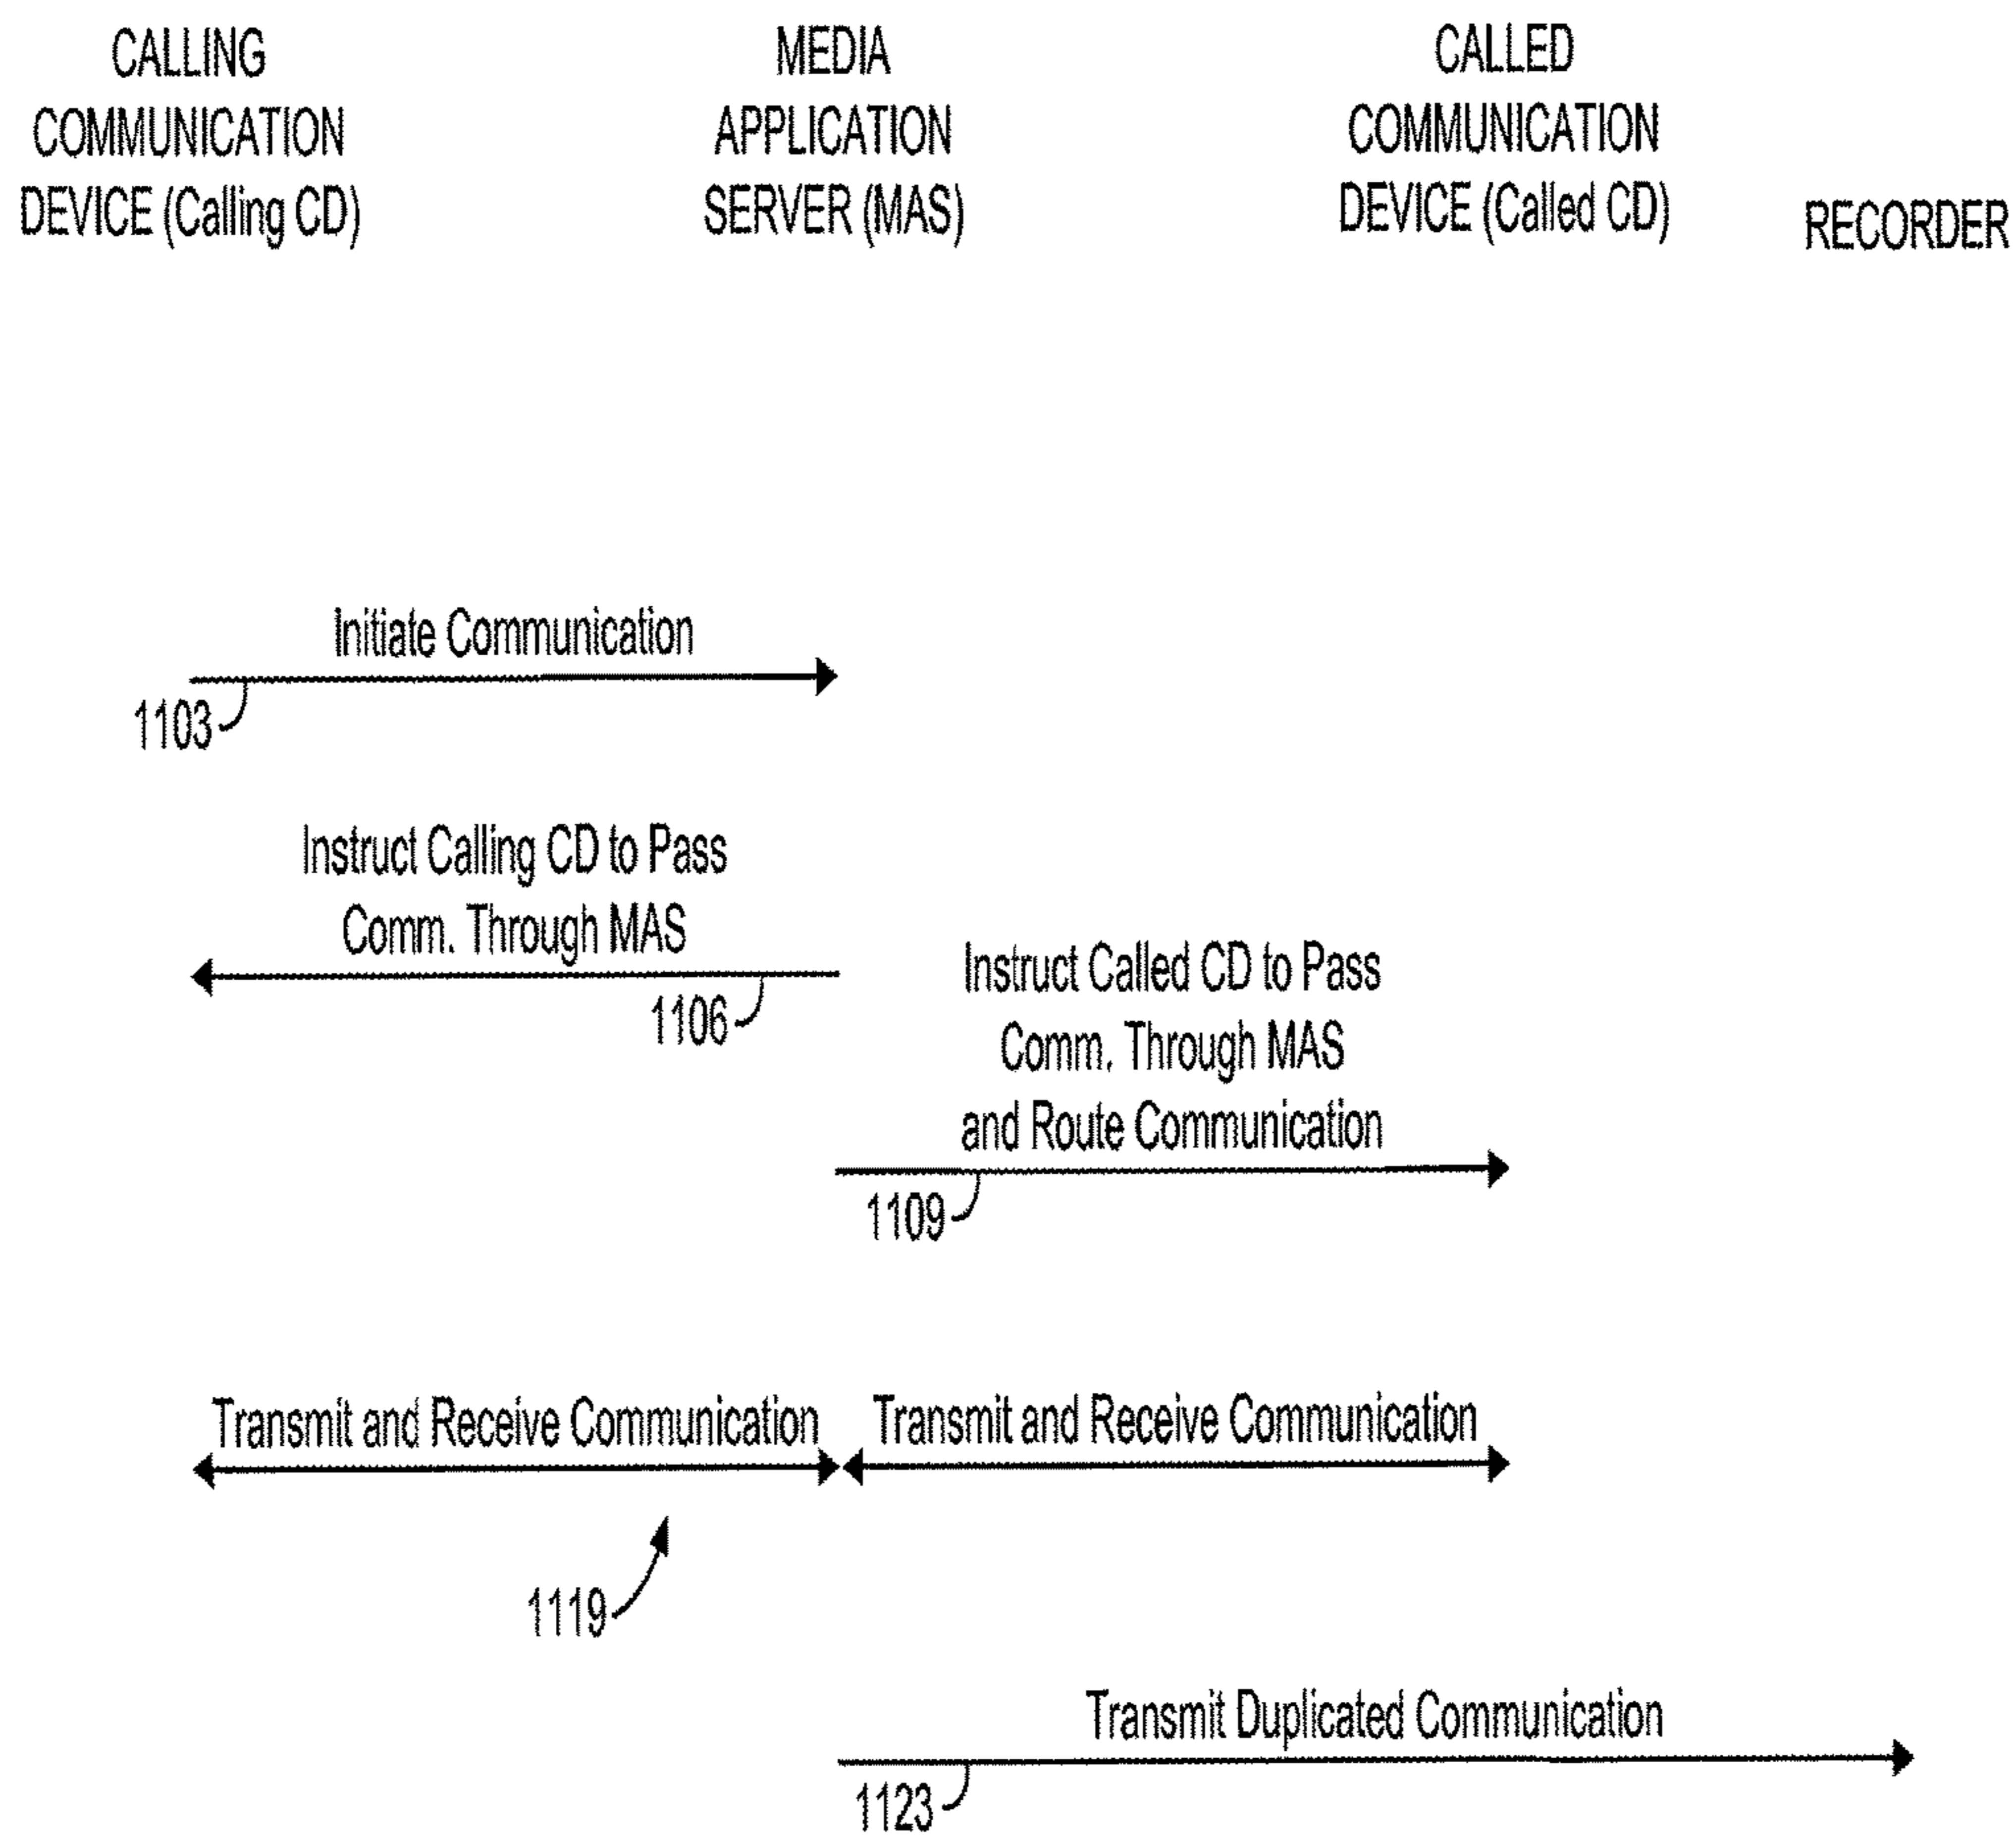 CALLING
COMMUNICATION
DEVICE (Calling CD)
MEDIA
APPLICATION
SERVER (MAS)
CALLED
COMMUNICATION
DEVICE (Called CD)
RECORDER
Initiate Communication
1103
Instruct Calling CD to Pass
Comm. Through MAS
1106
Instruct Called CD to Pass
Comm. Through MAS
and Route Communication
1109
Transmit and Receive Communication
Transmit and Receive Communication
1119
Transmit Duplicated Communication
1123